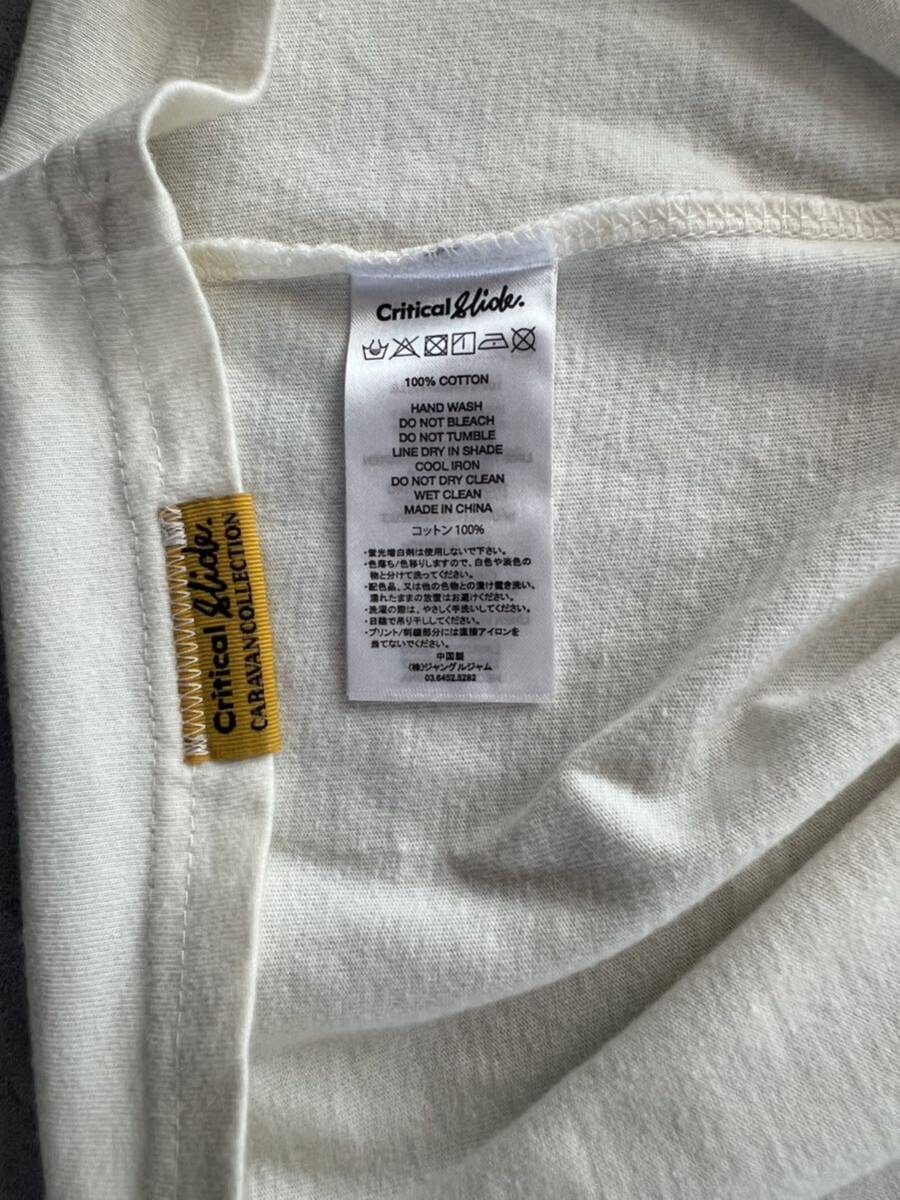 Critical Slide.
100% COTTON
HAND WASH
DO NOT BLEACH
DO NOT TUMBLE
LINE DRY IN SHADE
COOL IRON
DO NOT DRY CLEAN
WET CLEAN
MADE IN CHINA
コットン 100%
・蛍光増白剤は使用しないで下さい。
・色落ち/色移りしますので、白色や淡色の
物と分けて洗ってください。
・配色品、又は他の色物との漬け置き洗い、
濡れたままの放置はお避けください。
・洗濯の際は、やさしく手洗いしてください。
・日陰で吊り干ししてください。
・プリント/刺繍部分には直接アイロンを
当てないでください。
中国製
(株)ジャングルジャム
03.6452.5282
Critical Slide.
CARAVAN COLLECTION